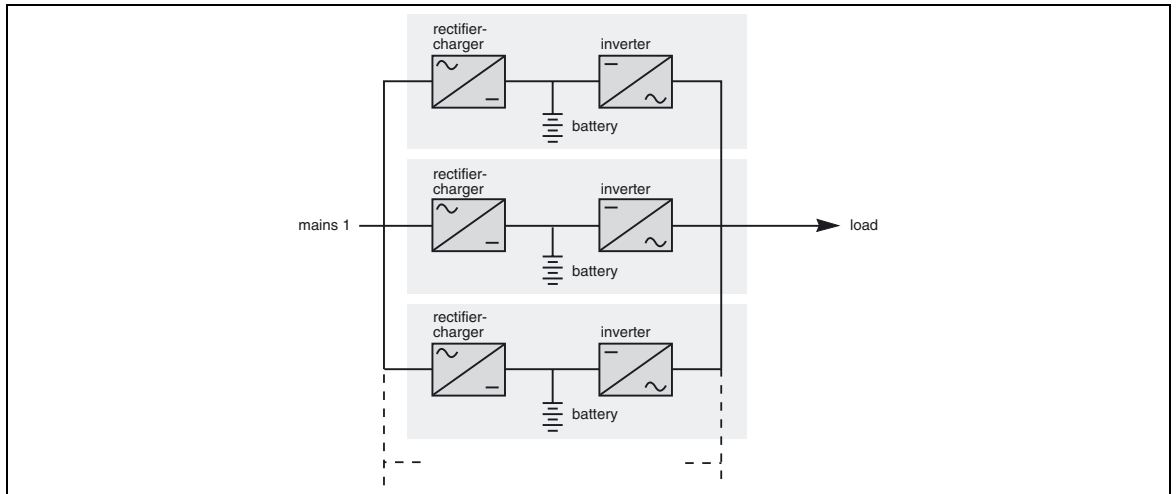 rectifier-
charger
inverter
battery
rectifier-
charger
inverter
mains 1
load
battery
rectifier-
charger
inverter
battery